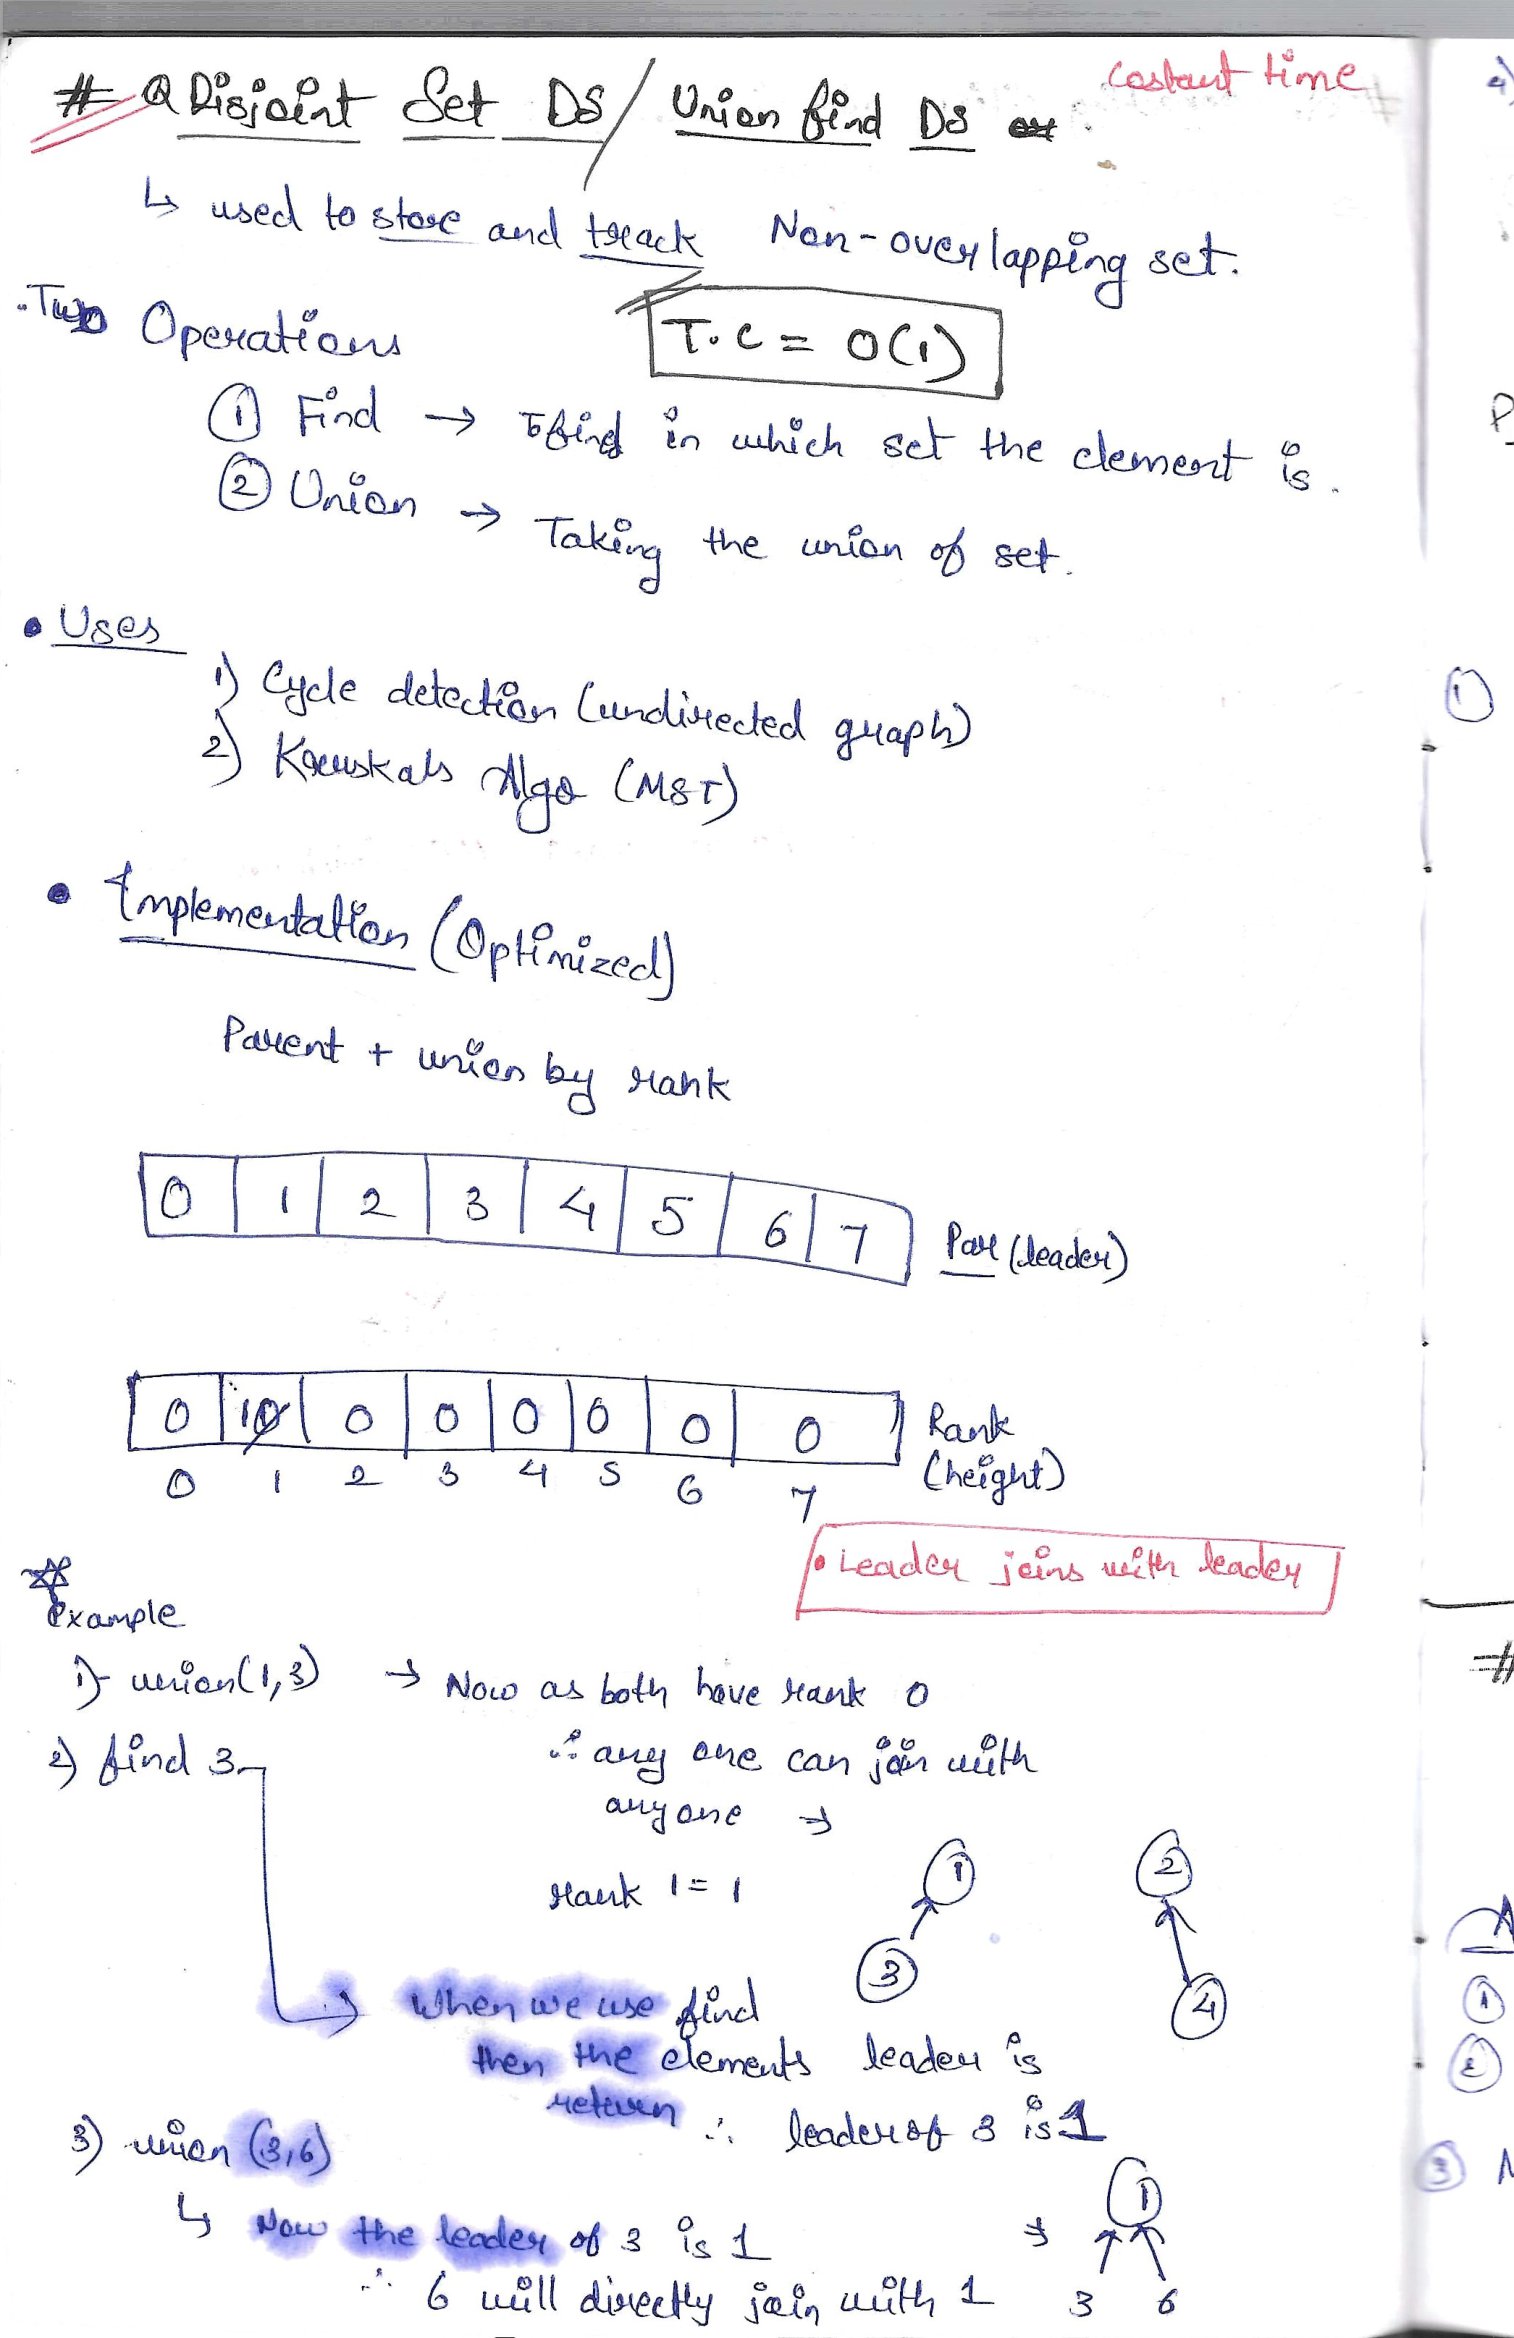 Costant time
# Q Disjoint Set DS / Union find DS
↳ used to store and track Non-overlapping set.
Two Operations
T.C = O(1)
① Find → To find in which set the element is.
② Union → Taking the union of set.
• Uses
1) Cycle detection (undirected graph)
2) Kruskals Algo (MST)
• Implementation (Optimized)
Parent + union by rank
0 1 2 3 4 5 6 7 Par (leader)
0 1 0 0 0 0 0 0 0 Rank
0 1 2 3 4 5 6 7 (height)
• Leader joins with leader
Example
1) union(1,3) → Now as both have rank 0
2) find 3 ∴ any one can join with
anyone →
rank 1 = 1
1 2
3 4
When we use find
then the elements leader is
return ∴ leader of 3 is 1
3) union (3,6)
↳ Now the leader of 3 is 1 → 1
∴ 6 will directly join with 1 3 6
4)
P
①
#
A
①
②
③ N